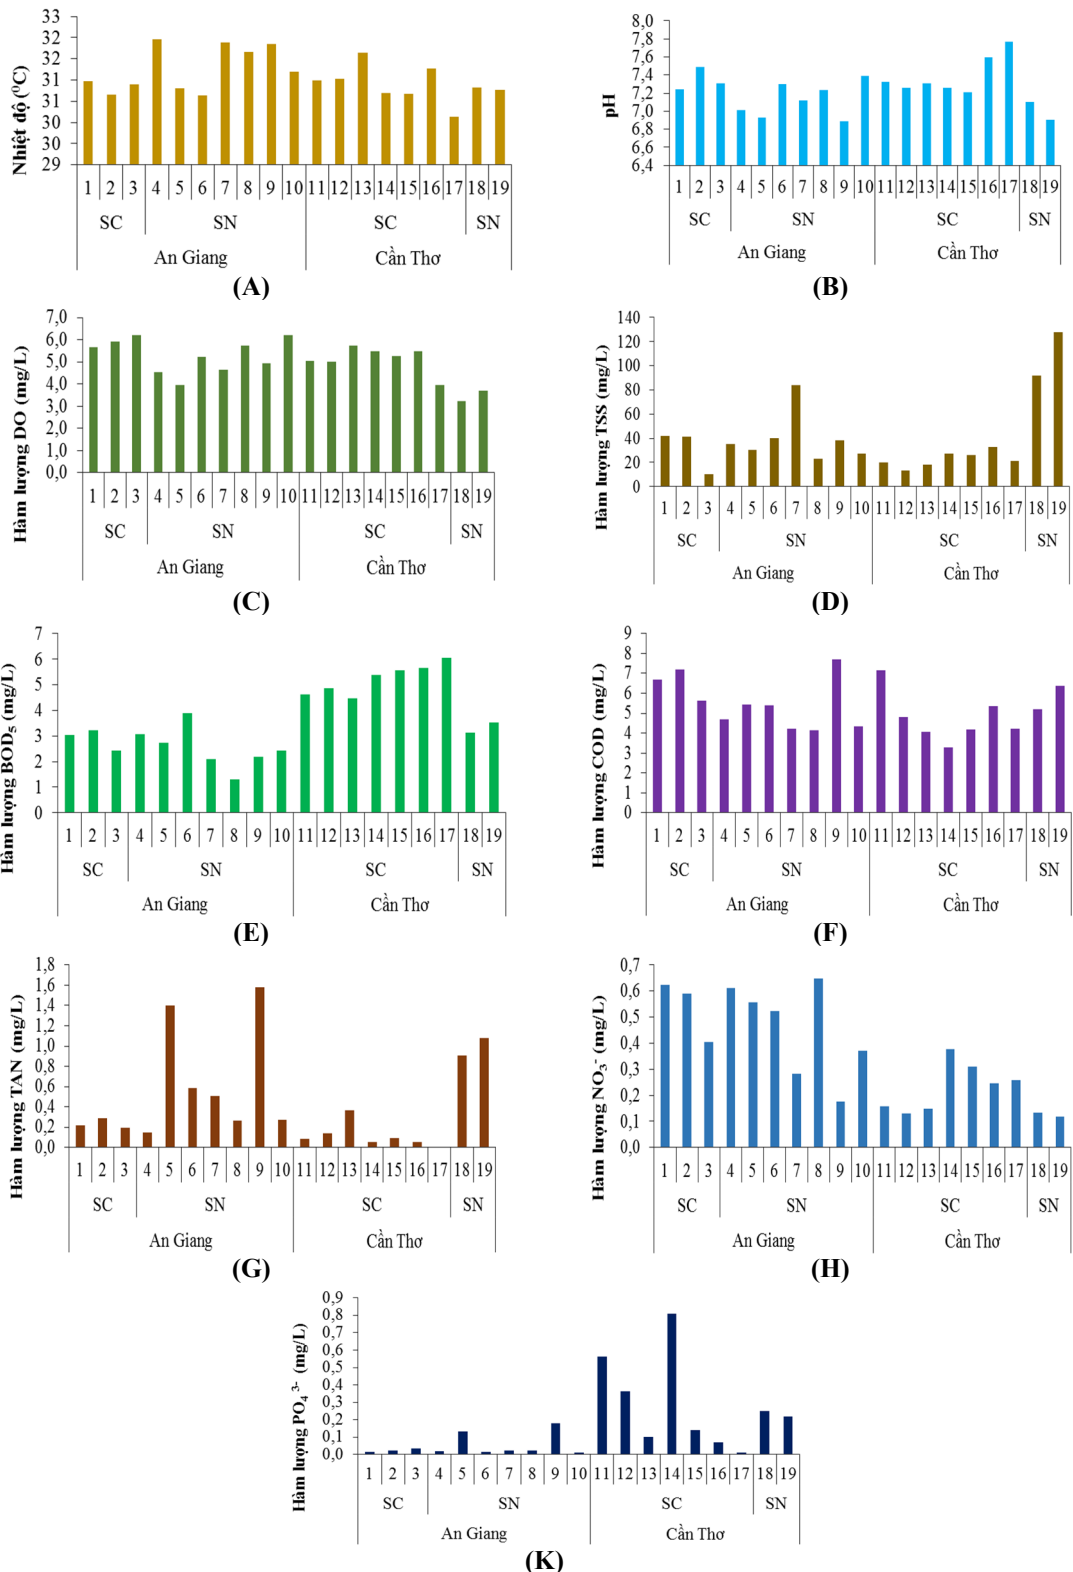 Nhiệt độ (⁰C)
33
32
32
31
31
30
30
29
1 2 3 4 5 6 7 8 9 10 11 12 13 14 15 16 17 18 19
SC SN SC SN
An Giang Cần Thơ
(A)
pH
8,0
7,8
7,6
7,4
7,2
7,0
6,8
6,6
6,4
1 2 3 4 5 6 7 8 9 10 11 12 13 14 15 16 17 18 19
SC SN SC SN
An Giang Cần Thơ
(B)
Hàm lượng DO (mg/L)
7,0
6,0
5,0
4,0
3,0
2,0
1,0
0,0
1 2 3 4 5 6 7 8 9 10 11 12 13 14 15 16 17 18 19
SC SN SC SN
An Giang Cần Thơ
(C)
Hàm lượng TSS (mg/L)
140
120
100
80
60
40
20
0
1 2 3 4 5 6 7 8 9 10 11 12 13 14 15 16 17 18 19
SC SN SC SN
An Giang Cần Thơ
(D)
Hàm lượng BOD₅ (mg/L)
7
6
5
4
3
2
1
0
1 2 3 4 5 6 7 8 9 10 11 12 13 14 15 16 17 18 19
SC SN SC SN
An Giang Cần Thơ
(E)
Hàm lượng COD (mg/L)
9
8
7
6
5
4
3
2
1
0
1 2 3 4 5 6 7 8 9 10 11 12 13 14 15 16 17 18 19
SC SN SC SN
An Giang Cần Thơ
(F)
Hàm lượng TAN (mg/L)
1,8
1,6
1,4
1,2
1,0
0,8
0,6
0,4
0,2
0,0
1 2 3 4 5 6 7 8 9 10 11 12 13 14 15 16 17 18 19
SC SN SC SN
An Giang Cần Thơ
(G)
Hàm lượng NO₃⁻ (mg/L)
0,7
0,6
0,5
0,4
0,3
0,2
0,1
0,0
1 2 3 4 5 6 7 8 9 10 11 12 13 14 15 16 17 18 19
SC SN SC SN
An Giang Cần Thơ
(H)
Hàm lượng PO₄ ³⁻ (mg/L)
0,9
0,8
0,7
0,6
0,5
0,4
0,3
0,2
0,1
0,0
1 2 3 4 5 6 7 8 9 10 11 12 13 14 15 16 17 18 19
SC SN SC SN
An Giang Cần Thơ
(K)